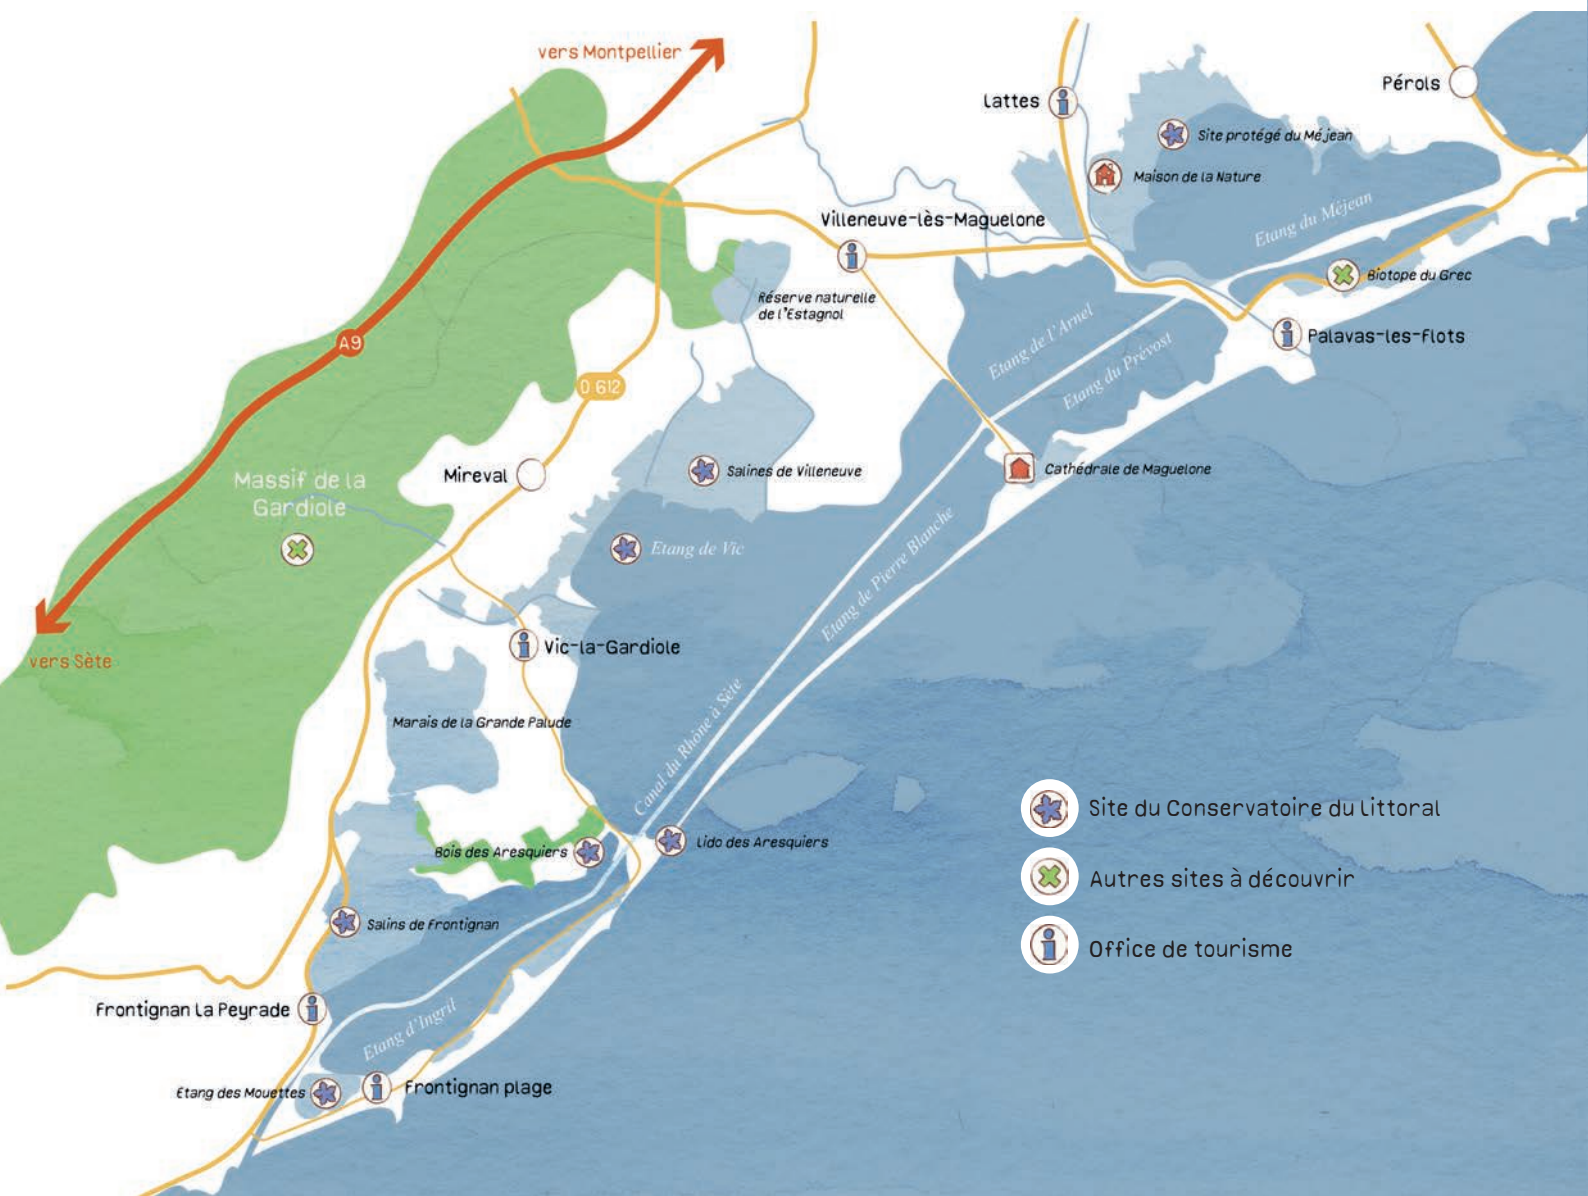 vers Montpellier
Pérols
Lattes
Site protégé du Méjean
Maison de la Nature
Villeneuve-lès-Maguelone
Etang du Méjean
Biotope du Grec
Réserve naturelle
de l'Estagnol
Etang de l'Arnel
Palavas-les-flots
A9
Etang du Prévost
D 612
Massif de la
Gardiole
Mireval
Salines de Villeneuve
Cathédrale de Maguelone
Etang de Vic
Etang de Pierre Blanche
Vic-la-Gardiole
vers Sète
Marais de la Grande Palude
Canal du Rhône à Sète
Site du Conservatoire du Littoral
Bois des Aresquiers
Lido des Aresquiers
Autres sites à découvrir
Salins de Frontignan
Office de tourisme
Frontignan La Peyrade
Etang d'Ingril
Etang des Mouettes
Frontignan plage